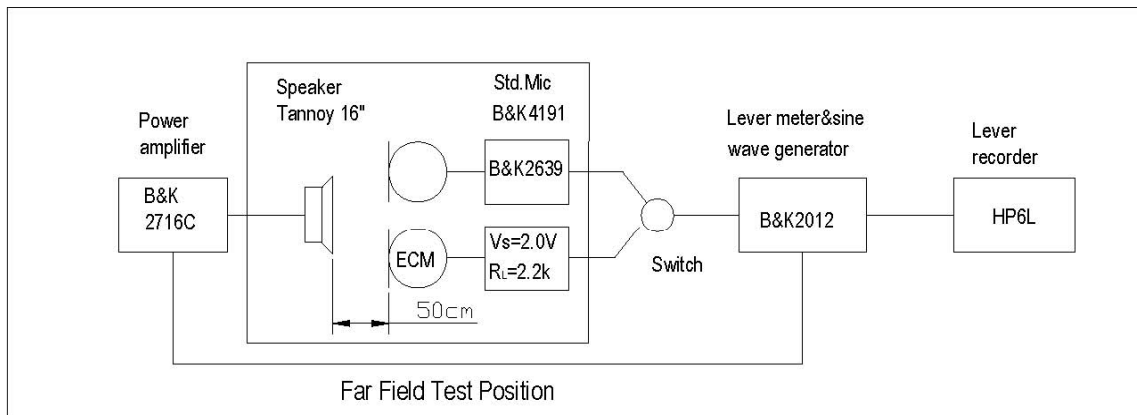 Speaker
Tannoy 16"
Std.Mic
B&K4191
Power
amplifier
Lever meter&sine
wave generator
Lever
recorder
B&K
2716C
B&K2639
B&K2012
HP6L
ECM
Vs=2.0V
RL=2.2k
Switch
50cm
Far Field Test Position